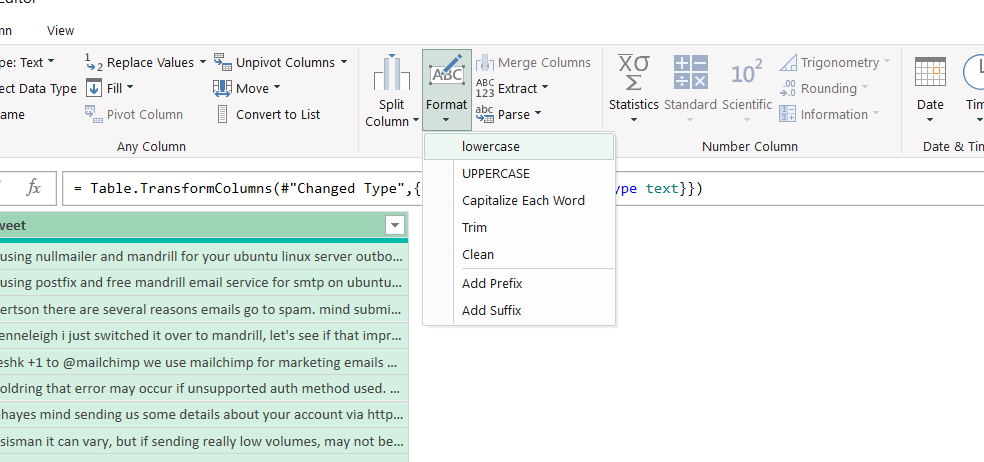 Editor
View
pe: Text
Replace Values
Unpivot Columns
ABC
Merge Columns
Trigonometry
ect Data Type
Fill
Move
Split
Column
Format
ABC
123
Extract
Statistics
Standard
10²
Scientific
Rounding
Date
Tim
ame
Pivot Column
Convert to List
abc
Parse
Information
Any Column
Number Column
Date & Tim
lowercase
UPPERCASE
Capitalize Each Word
Trim
Clean
Add Prefix
Add Suffix
fx
= Table.TransformColumns(#"Changed Type",{
ype text}})
weet
using nullmailer and mandrill for your ubuntu linux server outbo...
using postfix and free mandrill email service for smtp on ubuntu...
ertson there are several reasons emails go to spam. mind submi...
enneleigh i just switched it over to mandrill, let's see if that impr...
eshk +1 to @mailchimp we use mailchimp for marketing emails ...
oldring that error may occur if unsupported auth method used. ...
hayes mind sending us some details about your account via http...
sisman it can vary, but if sending really low volumes, may not be...